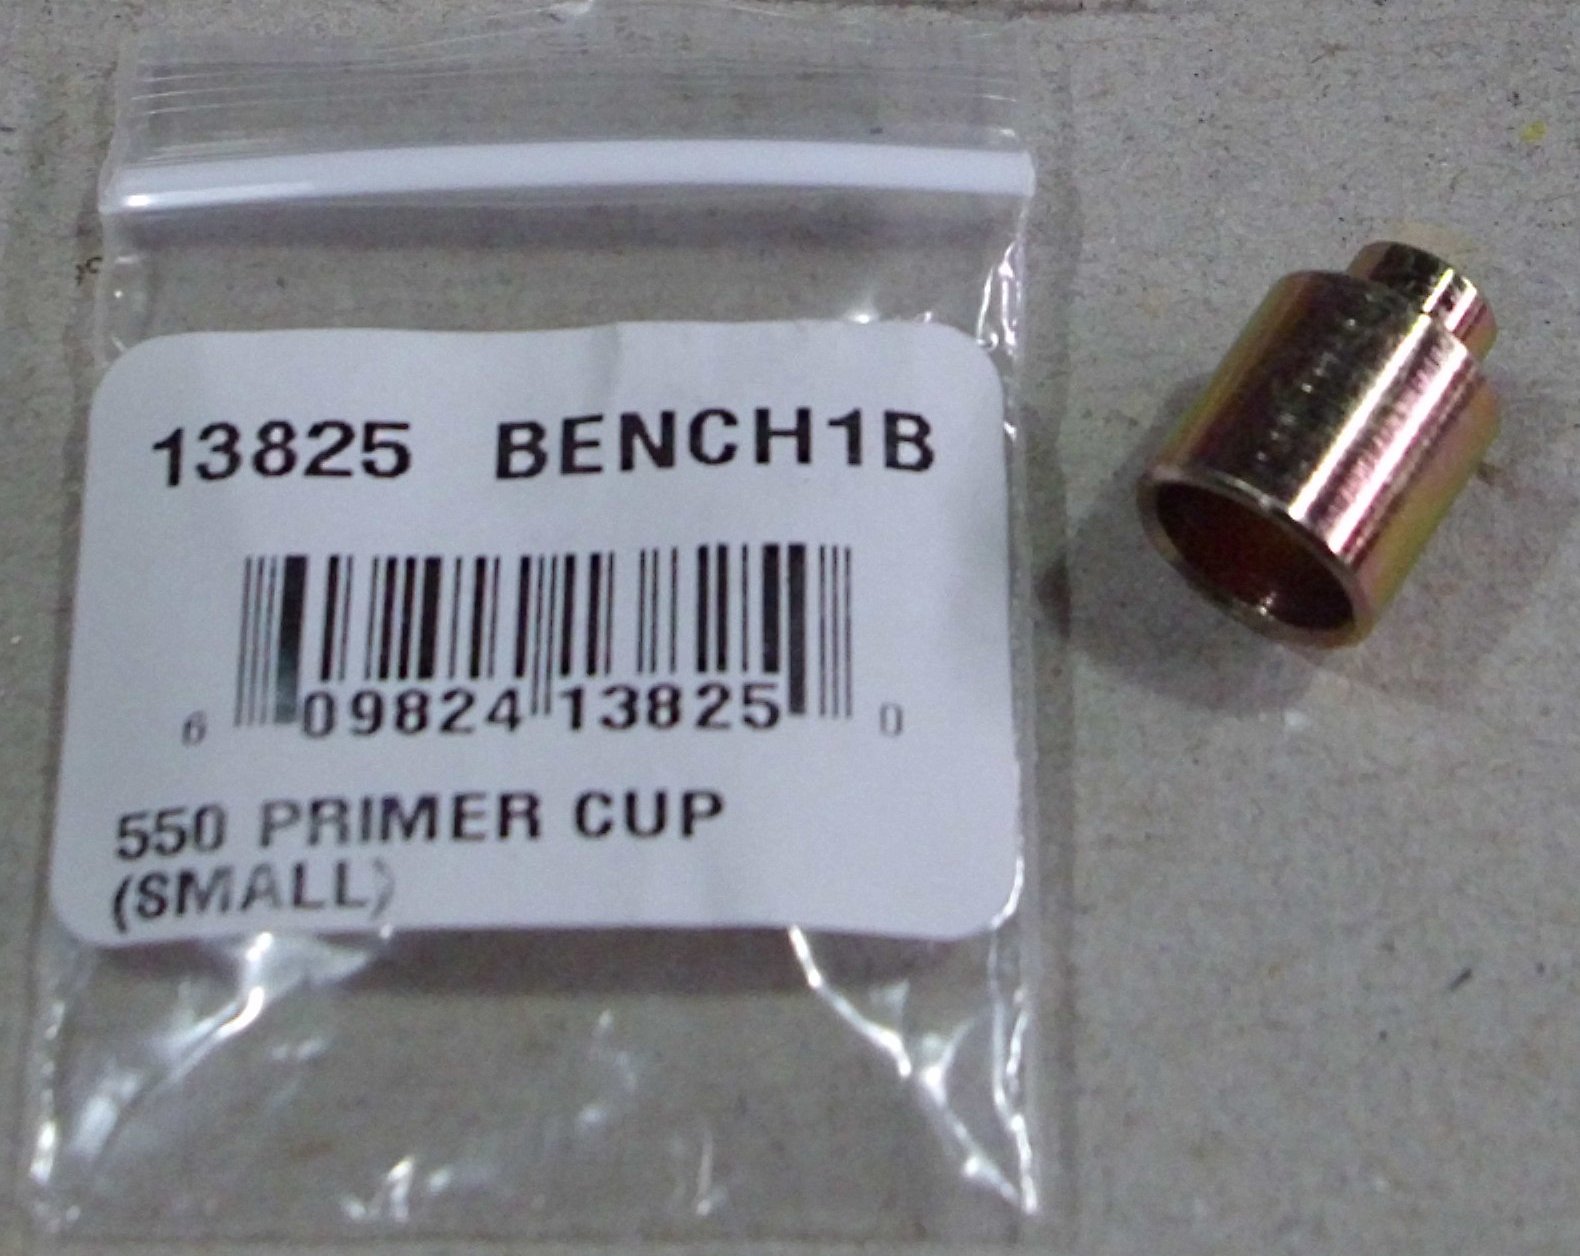 13825 BENCH1B
6 09824 13825 0
550 PRIMER CUP
(SMALL)